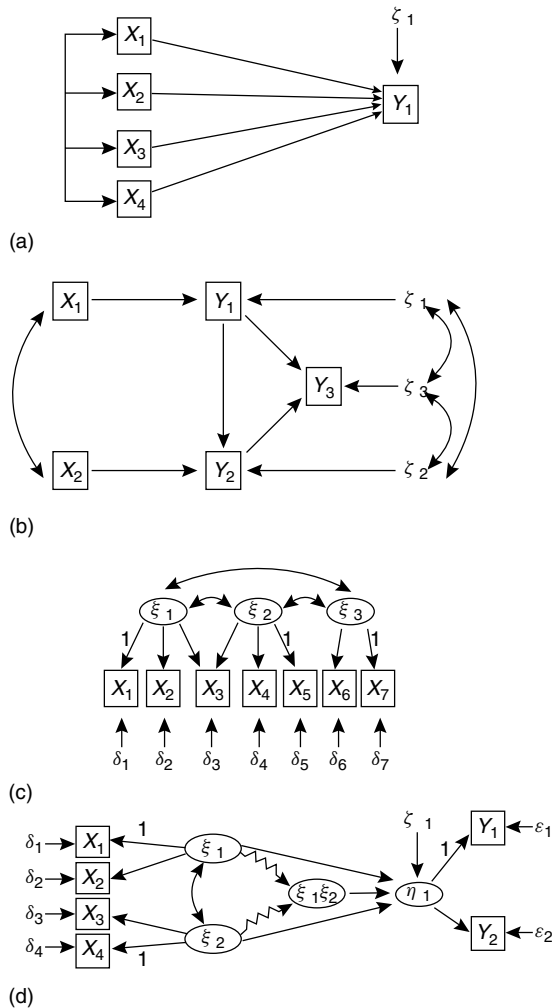 ζ 1
X1
X2
Y1
X3
X4
(a)
X1
Y1
ζ 1
Y3
ζ 3
X2
Y2
ζ 2
(b)
ξ 1
ξ 2
ξ 3
1
1
1
X1 X2 X3 X4 X5 X6 X7
δ1 δ2 δ3 δ4 δ5 δ6 δ7
(c)
δ1 X1 1 ξ 1 ζ 1 Y1 ε1
δ2 X2 1
ξ1ξ2 η 1
δ3 X3
δ4 X4 1 ξ 2 Y2 ε2
(d)